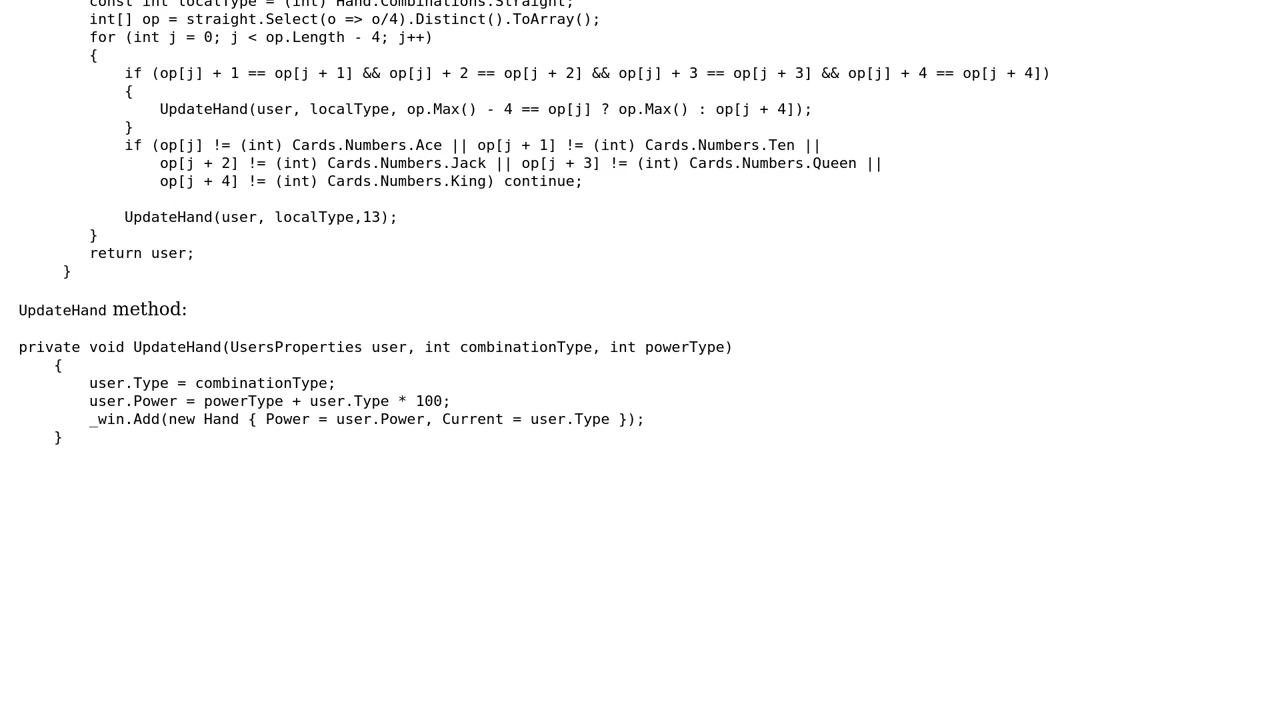 const int localType = (int) Hand.Combinations.Straight;
int[] op = straight.Select(o => o/4).Distinct().ToArray();
for (int j = 0; j < op.Length - 4; j++)
{
if (op[j] + 1 == op[j + 1] && op[j] + 2 == op[j + 2] && op[j] + 3 == op[j + 3] && op[j] + 4 == op[j + 4])
{
UpdateHand(user, localType, op.Max() - 4 == op[j] ? op.Max() : op[j + 4]);
}
if (op[j] != (int) Cards.Numbers.Ace || op[j + 1] != (int) Cards.Numbers.Ten ||
op[j + 2] != (int) Cards.Numbers.Jack || op[j + 3] != (int) Cards.Numbers.Queen ||
op[j + 4] != (int) Cards.Numbers.King) continue;
UpdateHand(user, localType,13);
}
return user;
}
UpdateHand method:
private void UpdateHand(UsersProperties user, int combinationType, int powerType)
{
user.Type = combinationType;
user.Power = powerType + user.Type * 100;
_win.Add(new Hand { Power = user.Power, Current = user.Type });
}